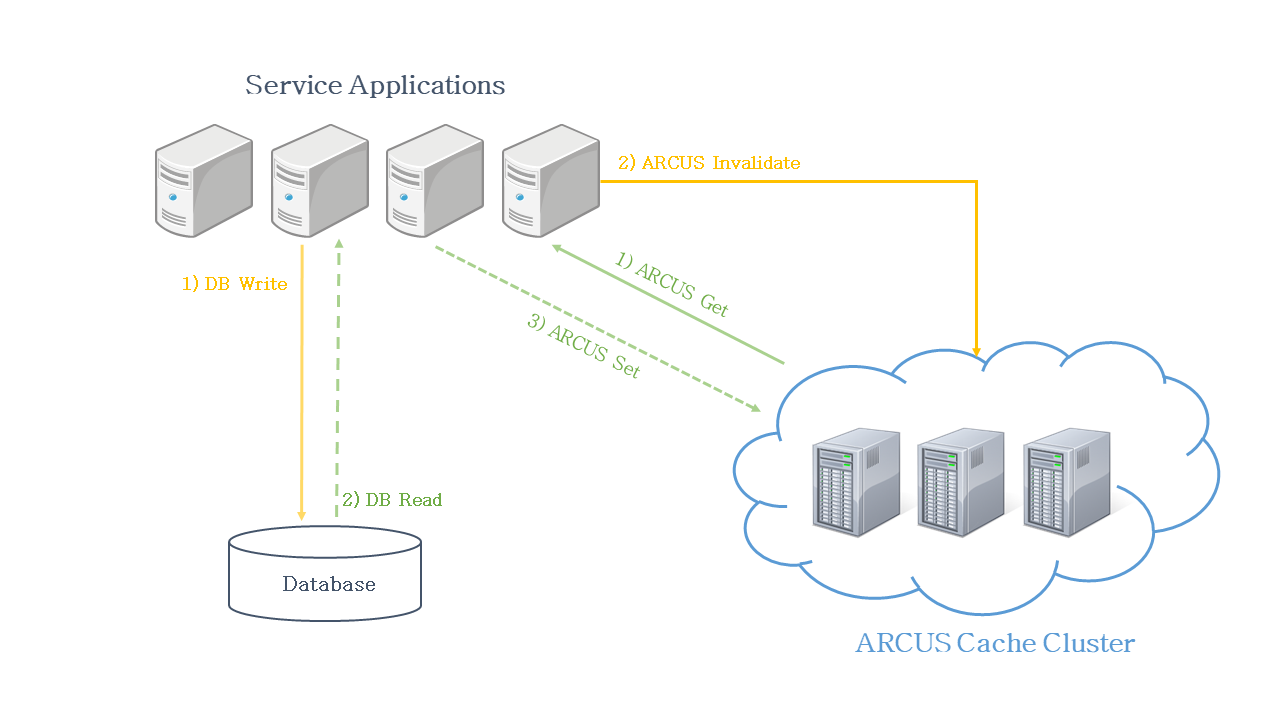 Service Applications
2) ARCUS Invalidate
1) DB Write
1) ARCUS Get
3) ARCUS Set
2) DB Read
Database
ARCUS Cache Cluster